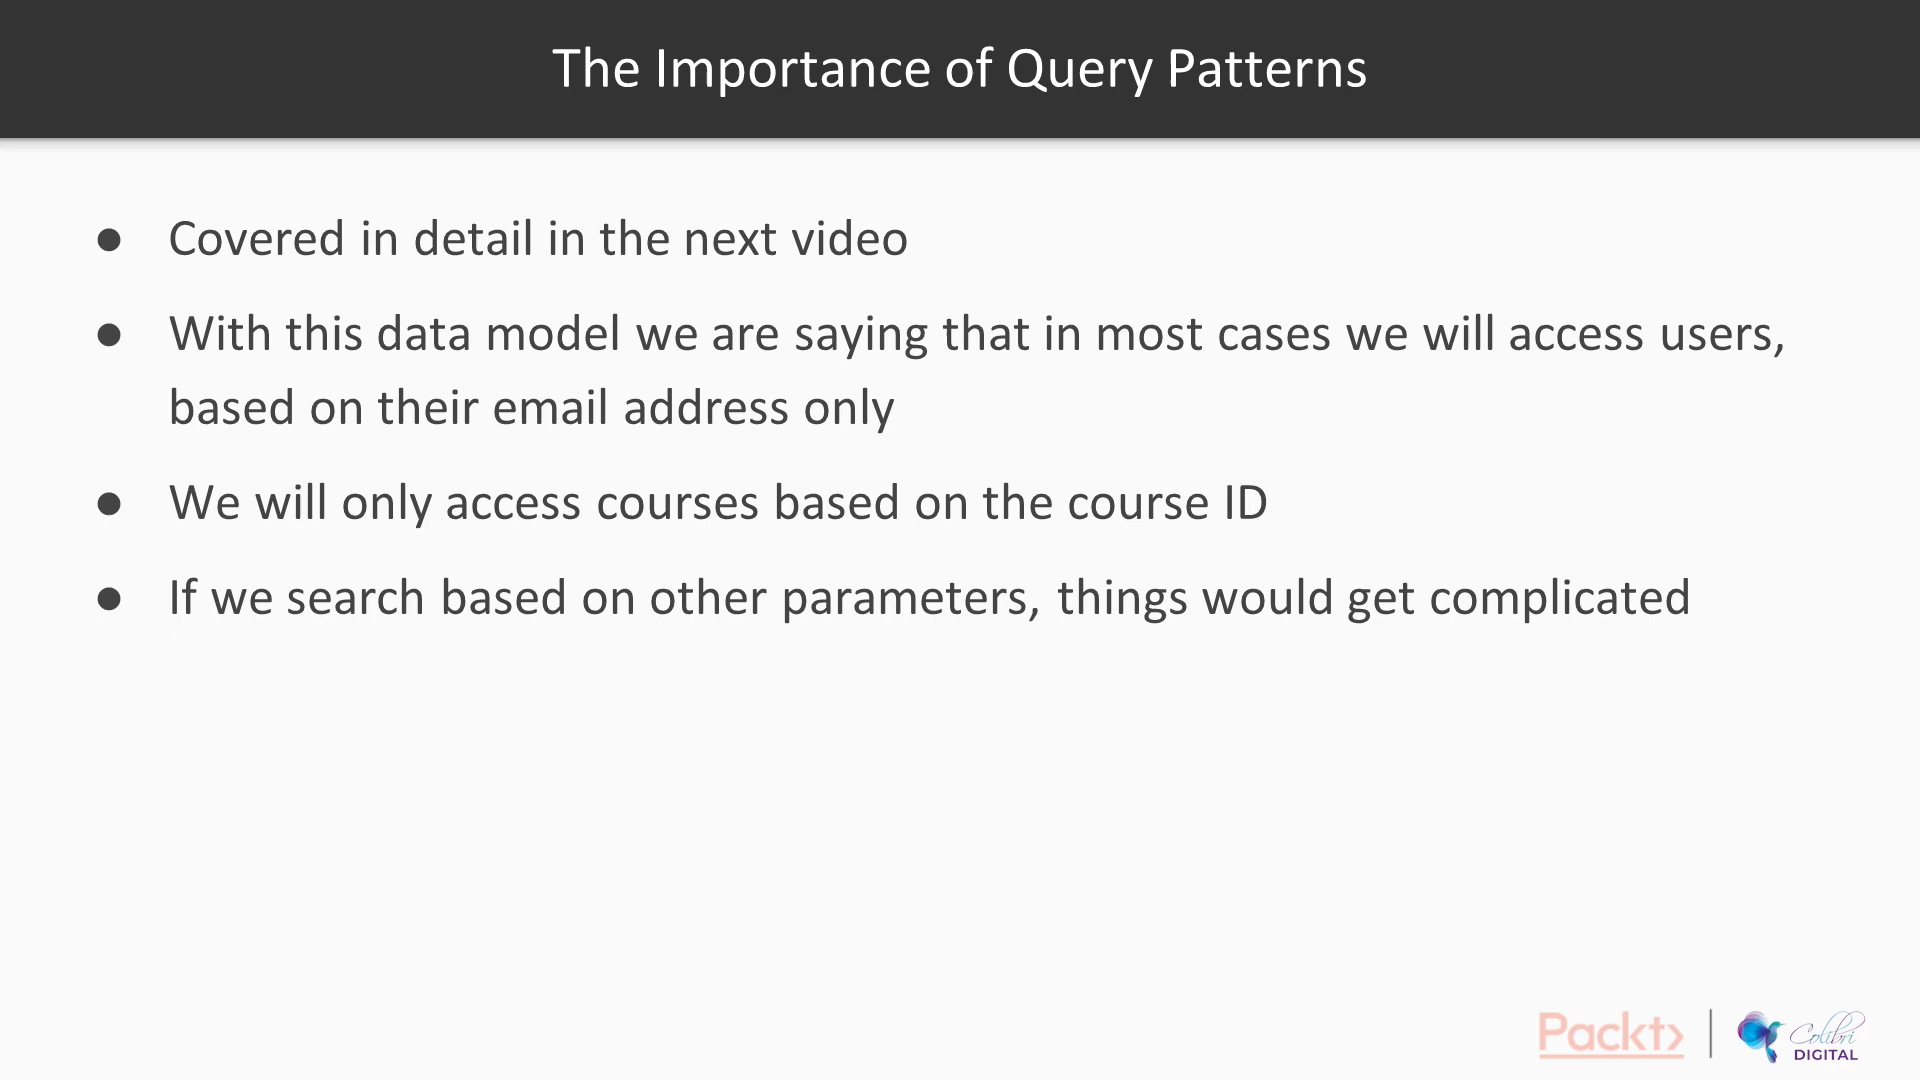 The Importance of Query Patterns
● Covered in detail in the next video
● With this data model we are saying that in most cases we will access users,
based on their email address only
● We will only access courses based on the course ID
● If we search based on other parameters, things would get complicated
Packt>
Colibri
DIGITAL